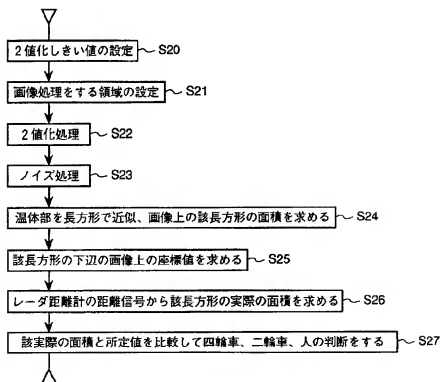 2値化しきい値の設定 S20
画像処理をする領域の設定 S21
2値化処理 S22
ノイズ処理 S23
温体部を長方形で近似、画像上の該長方形の面積を求める S24
該長方形の下辺の画像上の座標値を求める S25
レーダ距離計の距離信号から該長方形の実際の面積を求める S26
該実際の面積と所定値を比較して四輪車、二輪車、人の判断をする S27